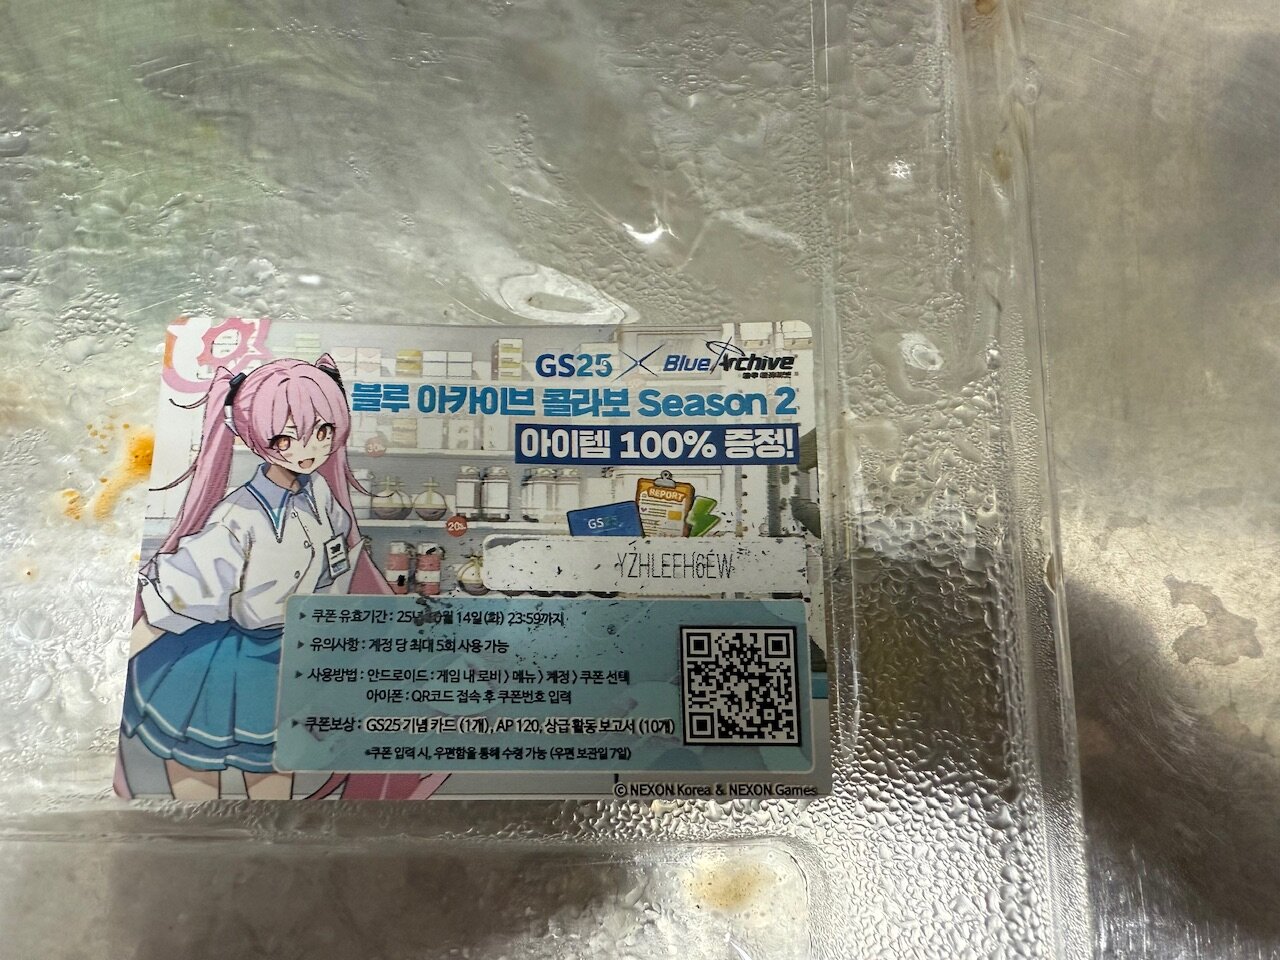 GS25 X Blue Archive
블루 아카이브 콜라보 Season 2
아이템 100% 증정!
REPORT
GS25
20%
YZHLEEH6EW
▶ 쿠폰 유효기간 : 25년 10월 14일(화) 23:59까지
▶ 유의사항 : 계정 당 최대 5회 사용 가능
▶ 사용방법 : 안드로이드 : 게임 내 로비 > 메뉴 > 계정 > 쿠폰 선택
아이폰 : QR코드 접속 후 쿠폰번호 입력
▶ 쿠폰보상 : GS25 기념 카드 (1개), AP 120, 상급 활동 보고서 (10개)
*쿠폰 입력 시, 우편함을 통해 수령 가능 (우편 보관일 7일)
© NEXON Korea & NEXON Games